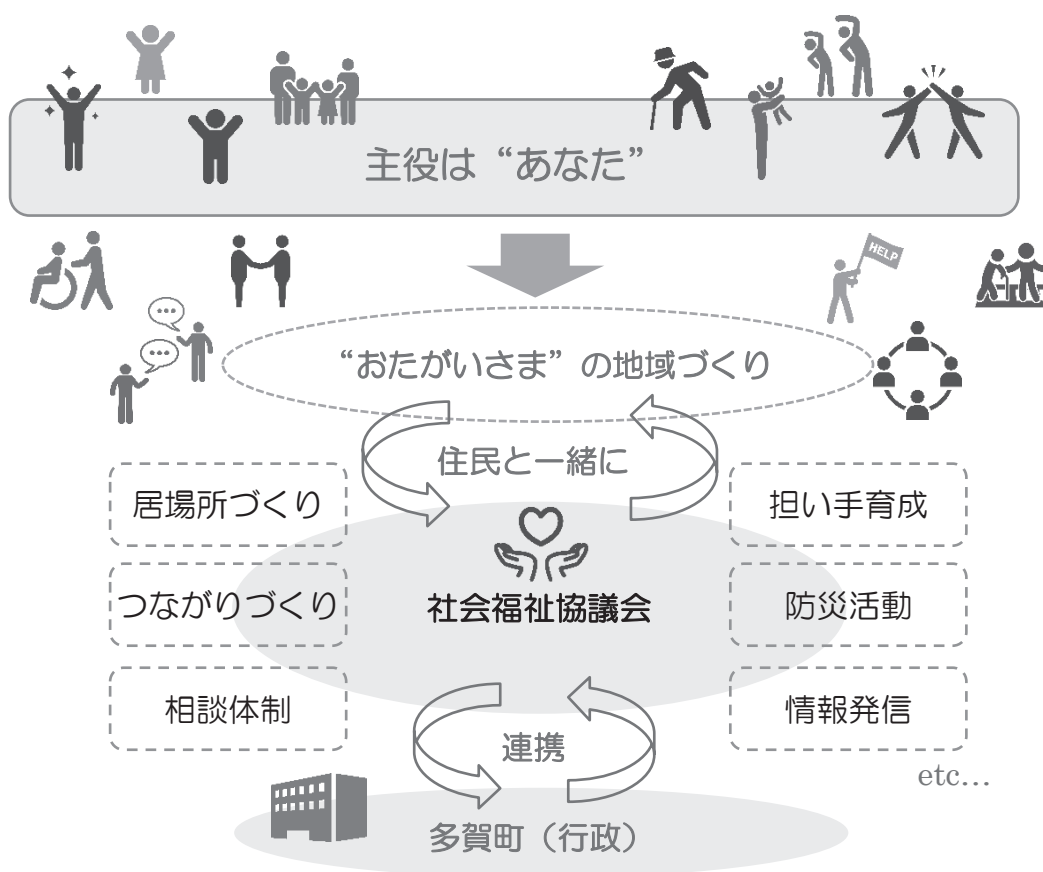 主役は“あなた”
HELP
“おたがいさま”の地域づくり
住民と一緒に
居場所づくり
担い手育成
つながりづくり
社会福祉協議会
防災活動
相談体制
情報発信
連携
etc…
多賀町（行政）